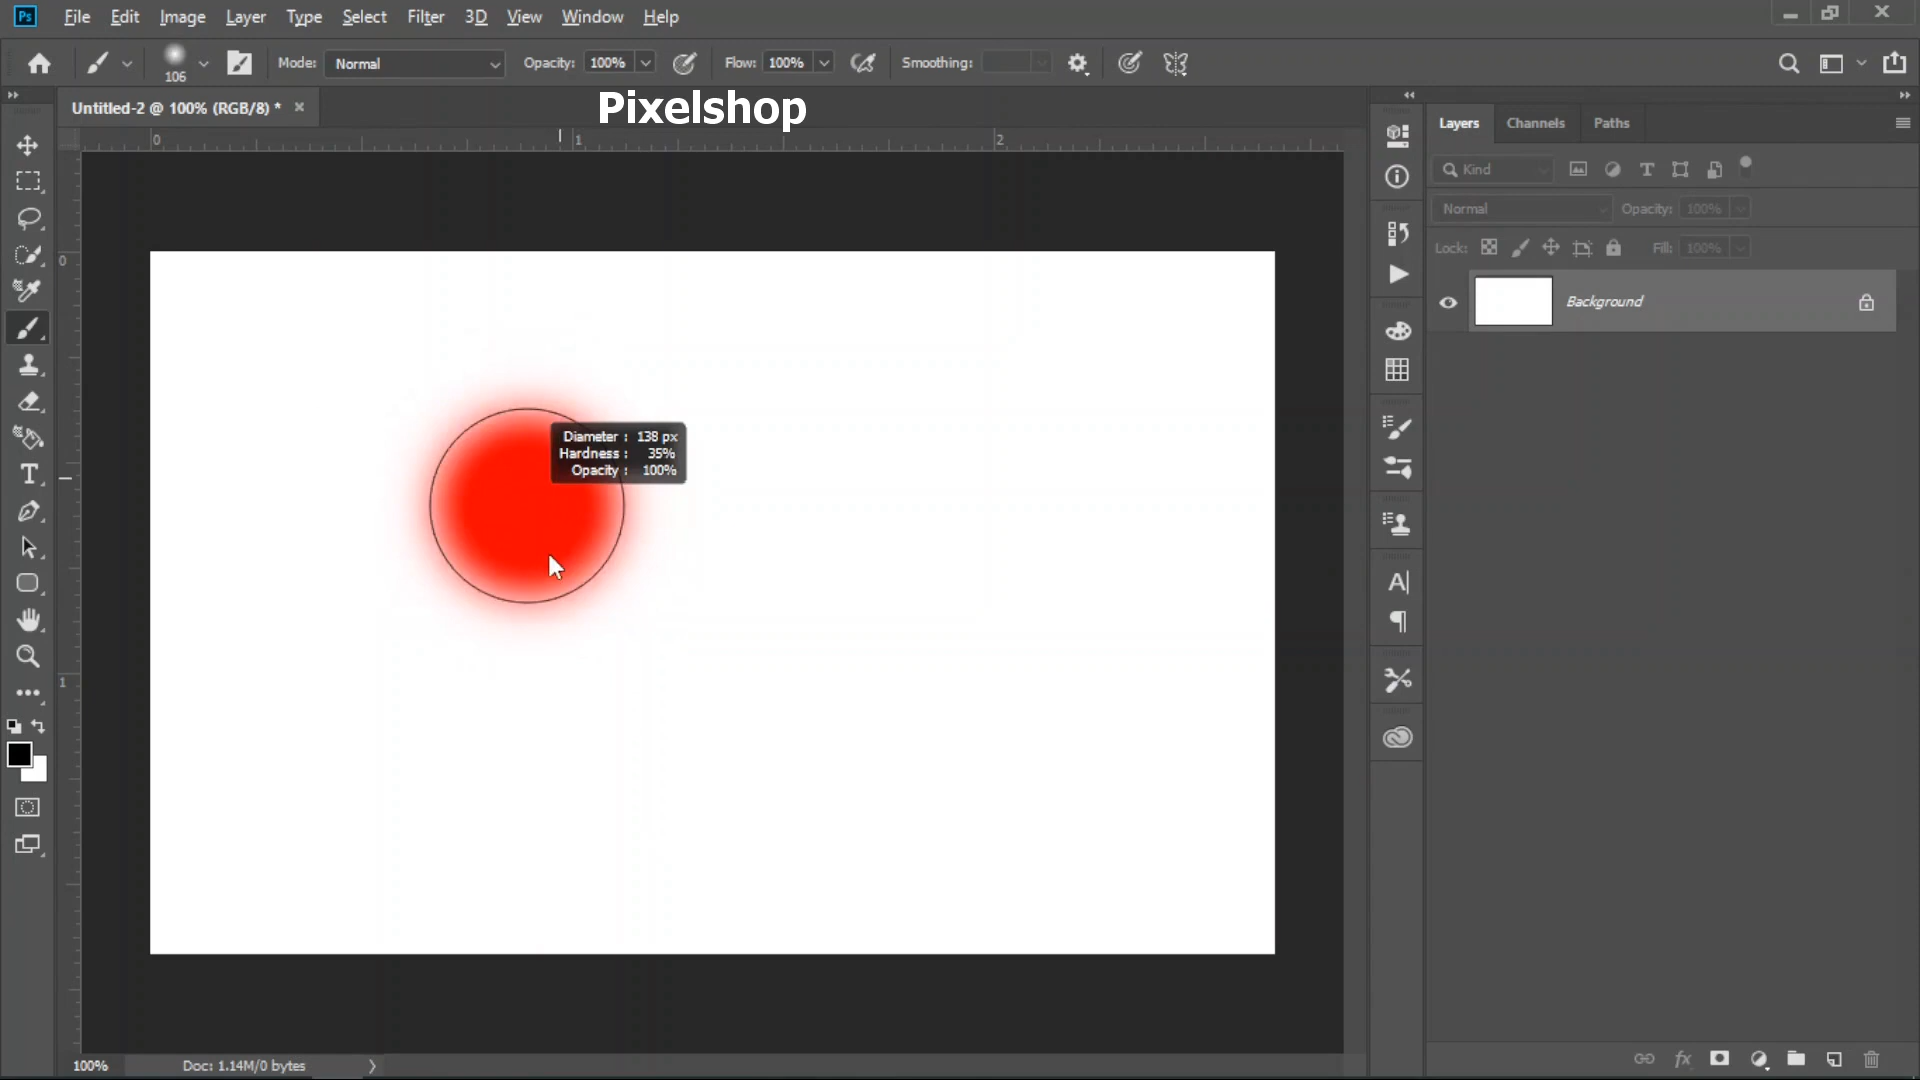 Ps File Edit Image Layer Type Select Filter 3D View Window Help
106 Mode: Normal Opacity: 100% Flow: 100% Smoothing:
Untitled-2 @ 100% (RGB/8) * ×
Pixelshop
Layers Channels Paths
0 1 2
Kind
Normal Opacity: 100%
Lock: Fill: 100%
0
Background
Diameter : 138 px
Hardness : 35%
Opacity : 100%
1
100% Doc: 1.14M/0 bytes